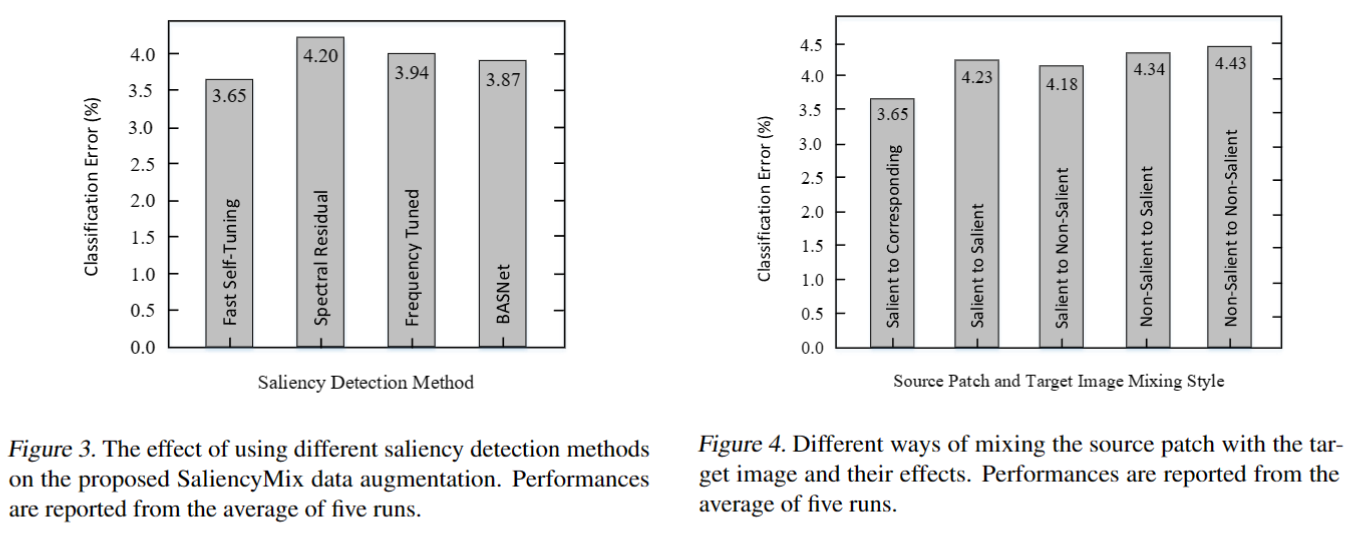 Classification Error (%)
4.0
3.5
3.0
2.5
2.0
1.5
1.0
0.5
0.0
3.65
4.20
3.94
3.87
Fast Self-Tuning
Spectral Residual
Frequency Tuned
BASNet
Saliency Detection Method
Figure 3. The effect of using different saliency detection methods
on the proposed SaliencyMix data augmentation. Performances
are reported from the average of five runs.
Classification Error (%)
4.5
4.0
3.5
3.0
2.5
2.0
1.5
1.0
0.5
0.0
3.65
4.23
4.18
4.34
4.43
Salient to Corresponding
Salient to Salient
Salient to Non-Salient
Non-Salient to Salient
Non-Salient to Non-Salient
Source Patch and Target Image Mixing Style
Figure 4. Different ways of mixing the source patch with the tar-
get image and their effects. Performances are reported from the
average of five runs.